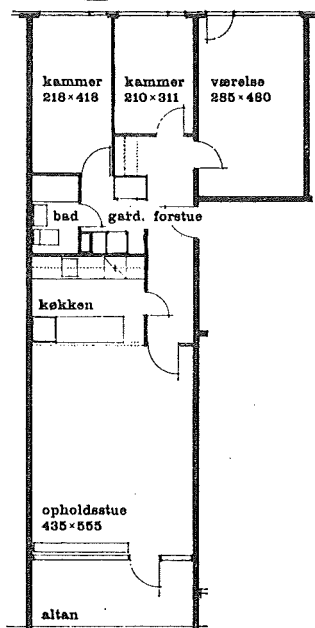 kammer
218×418
kammer
210×311
værelse
285×480
bad
gard.
forstue
køkken
opholdsstue
435×555
altan